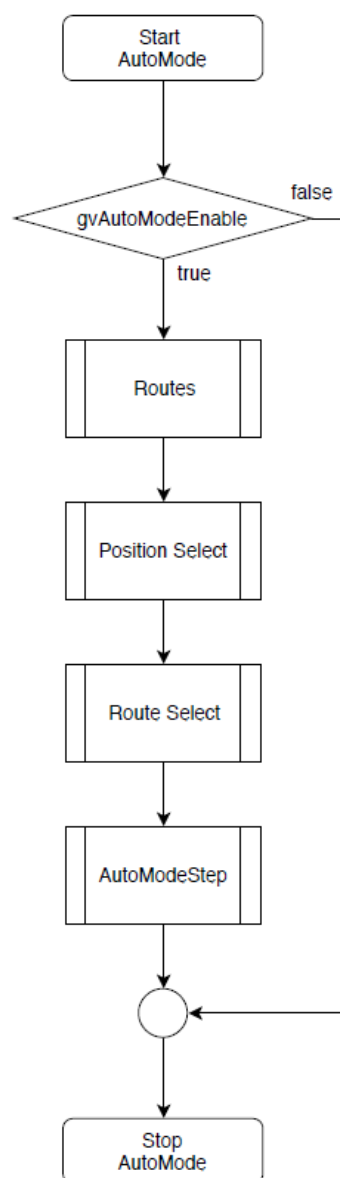 Start
AutoMode
false
gvAutoModeEnable
true
Routes
Position Select
Route Select
AutoModeStep
Stop
AutoMode